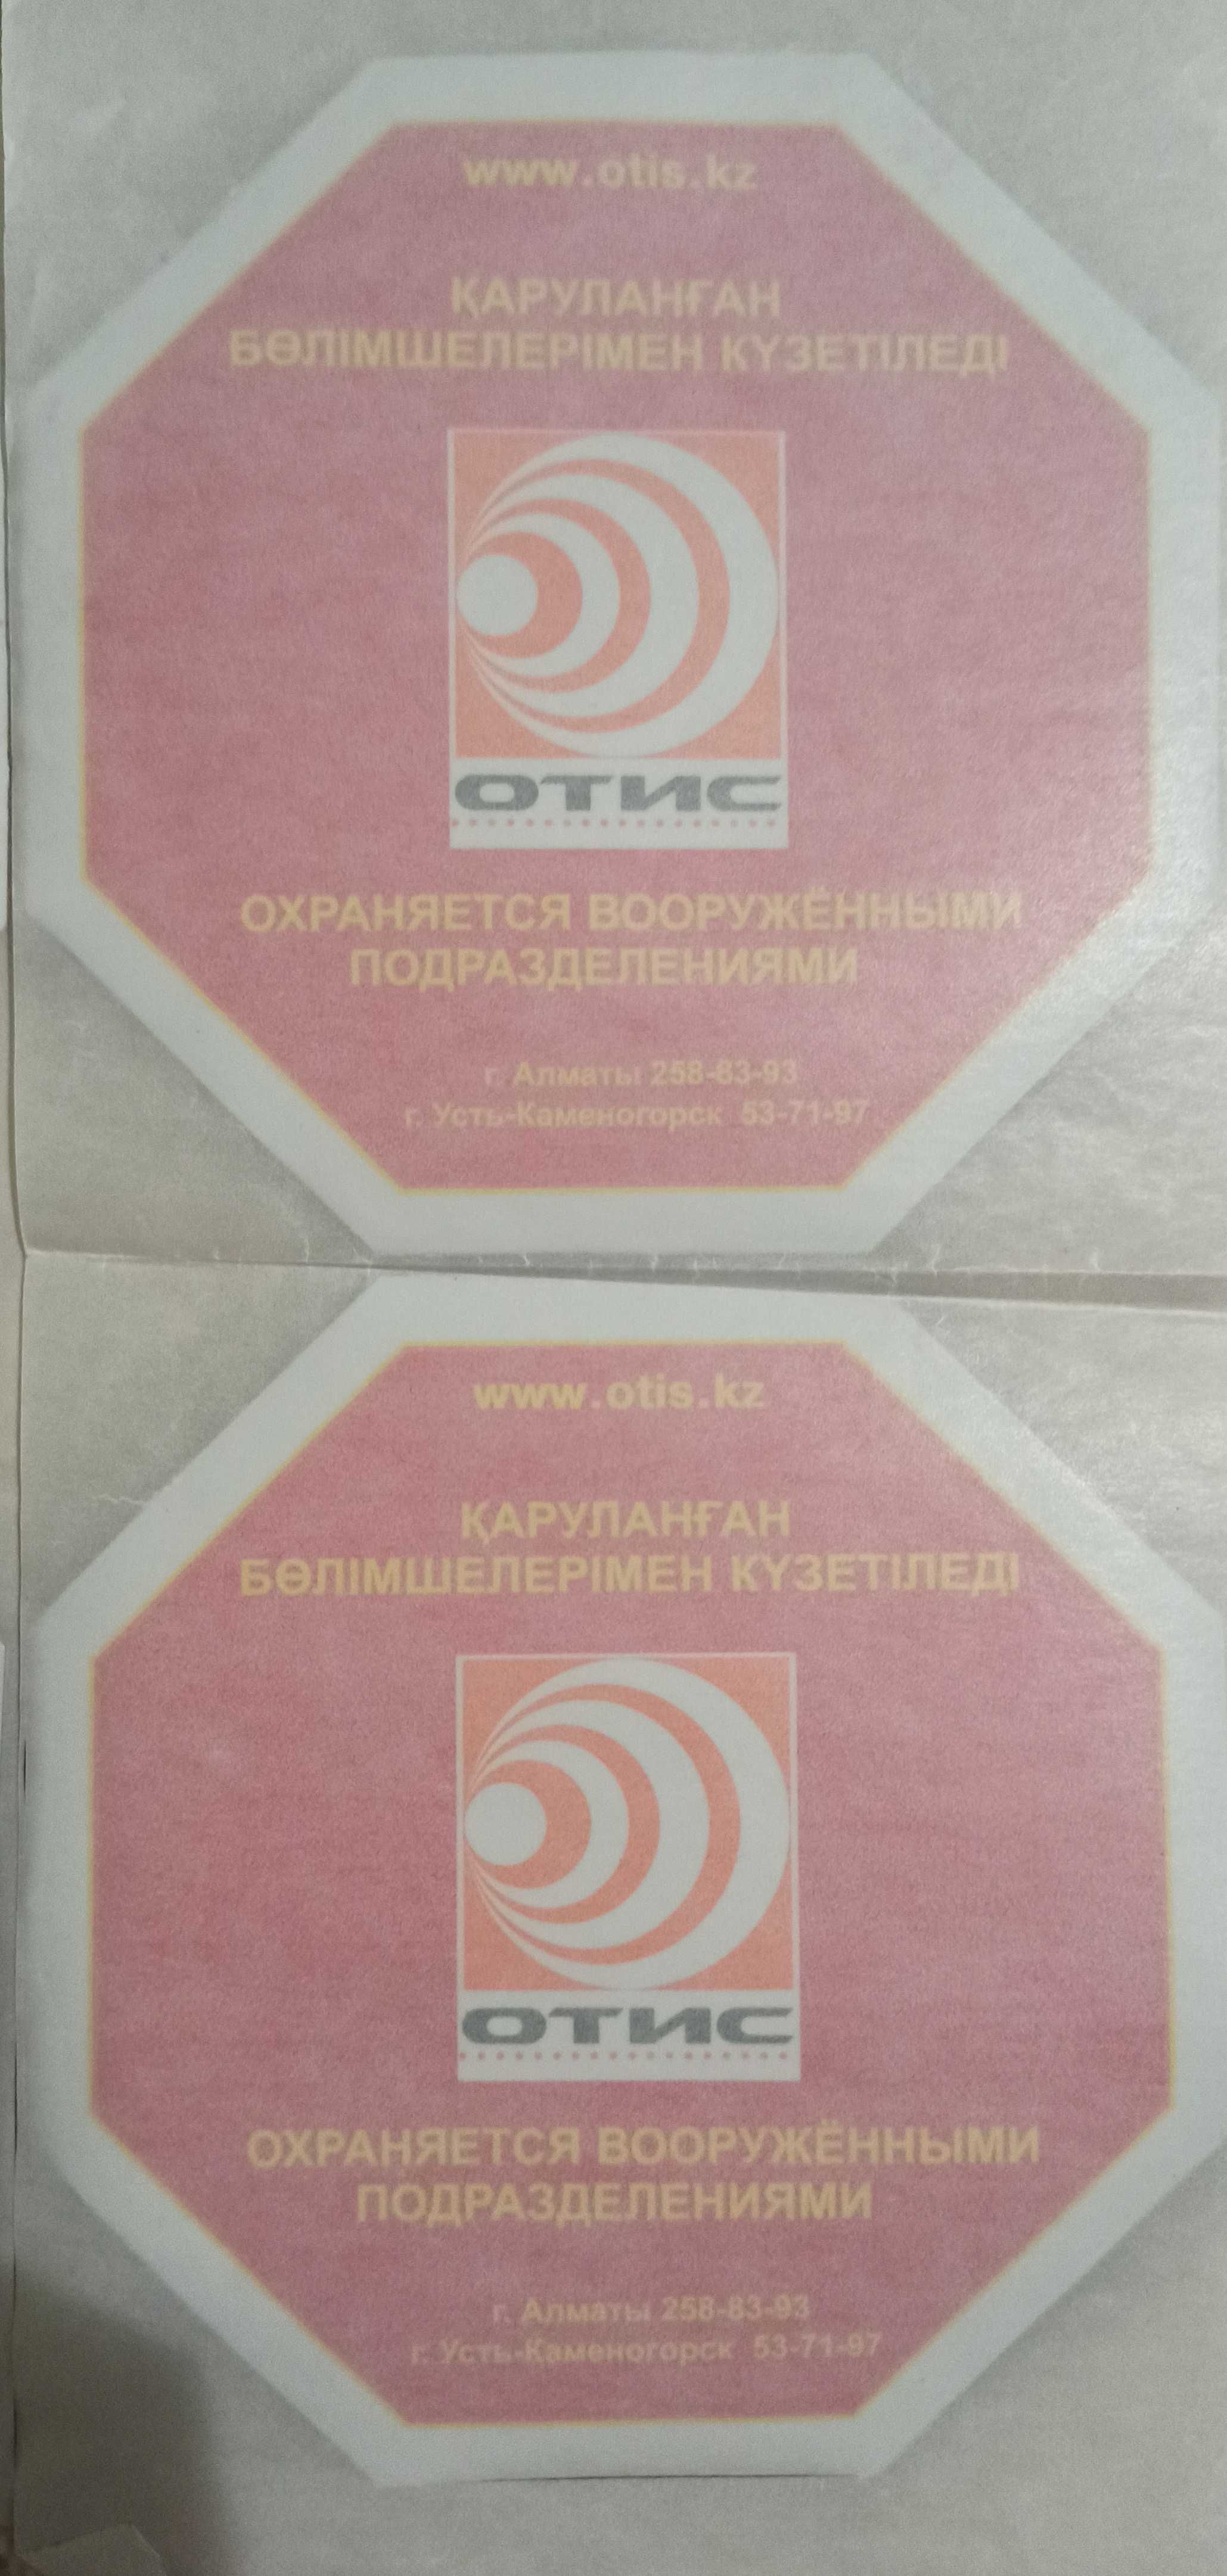 www.otis.kz
ҚАРУЛАНҒАН
БӨЛІМШЕЛЕРІМЕН КҮЗЕТІЛЕДІ
ОТИС
ОХРАНЯЕТСЯ ВООРУЖЁННЫМИ
ПОДРАЗДЕЛЕНИЯМИ
г. Алматы 258-83-93
г. Усть-Каменогорск 53-71-97
www.otis.kz
ҚАРУЛАНҒАН
БӨЛІМШЕЛЕРІМЕН КҮЗЕТІЛЕДІ
ОТИС
ОХРАНЯЕТСЯ ВООРУЖЁННЫМИ
ПОДРАЗДЕЛЕНИЯМИ
г. Алматы 258-83-93
г. Усть-Каменогорск 53-71-97